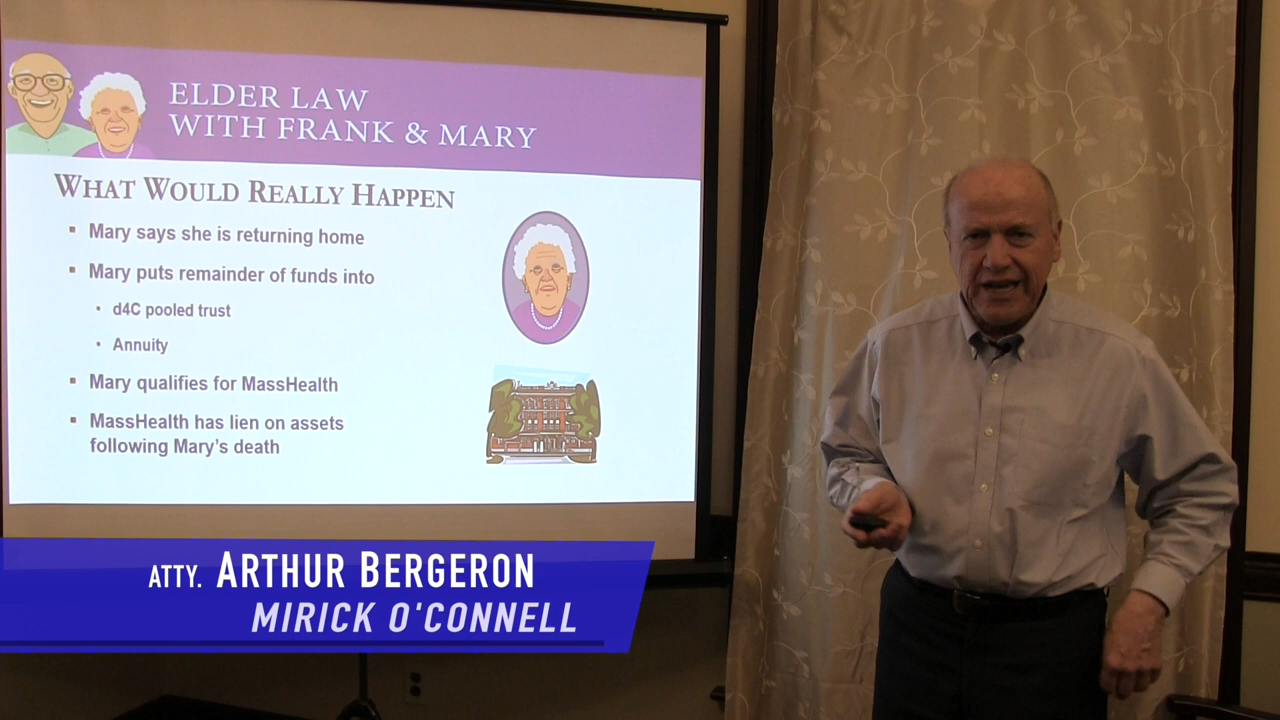 ELDER LAW
WITH FRANK & MARY
WHAT WOULD REALLY HAPPEN
Mary says she is returning home
Mary puts remainder of funds into
d4C pooled trust
Annuity
Mary qualifies for MassHealth
MassHealth has lien on assets
following Mary's death
ATTY. ARTHUR BERGERON
MIRICK O'CONNELL